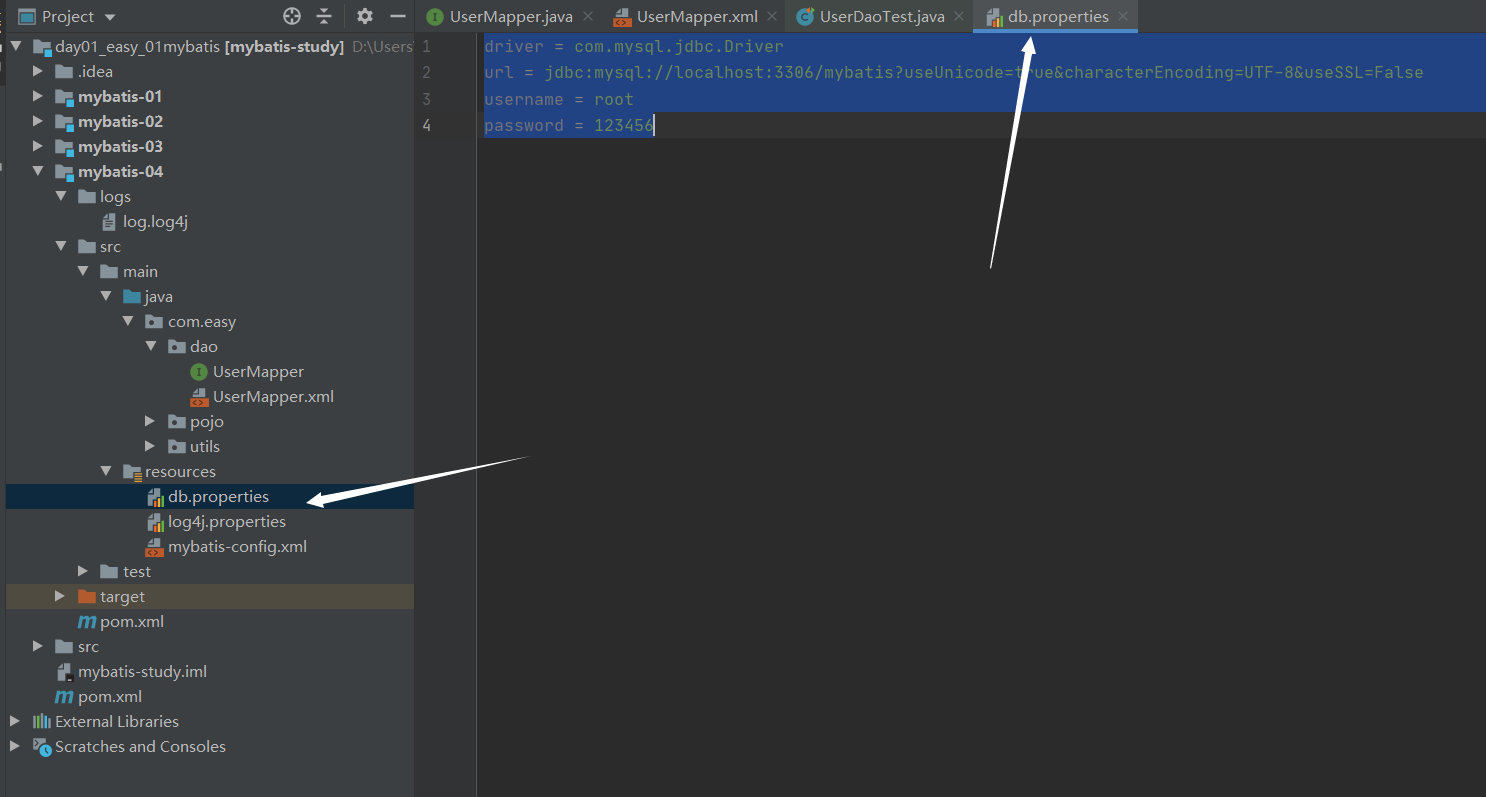 Project
UserMapper.java
UserMapper.xml
UserDaoTest.java
db.properties
day01_easy_01mybatis [mybatis-study] D:\Users
.idea
mybatis-01
mybatis-02
mybatis-03
mybatis-04
logs
log.log4j
src
main
java
com.easy
dao
UserMapper
UserMapper.xml
pojo
utils
resources
db.properties
log4j.properties
mybatis-config.xml
test
target
pom.xml
src
mybatis-study.iml
pom.xml
External Libraries
Scratches and Consoles
1 driver = com.mysql.jdbc.Driver
2 url = jdbc:mysql://localhost:3306/mybatis?useUnicode=true&characterEncoding=UTF-8&useSSL=False
3 username = root
4 password = 123456